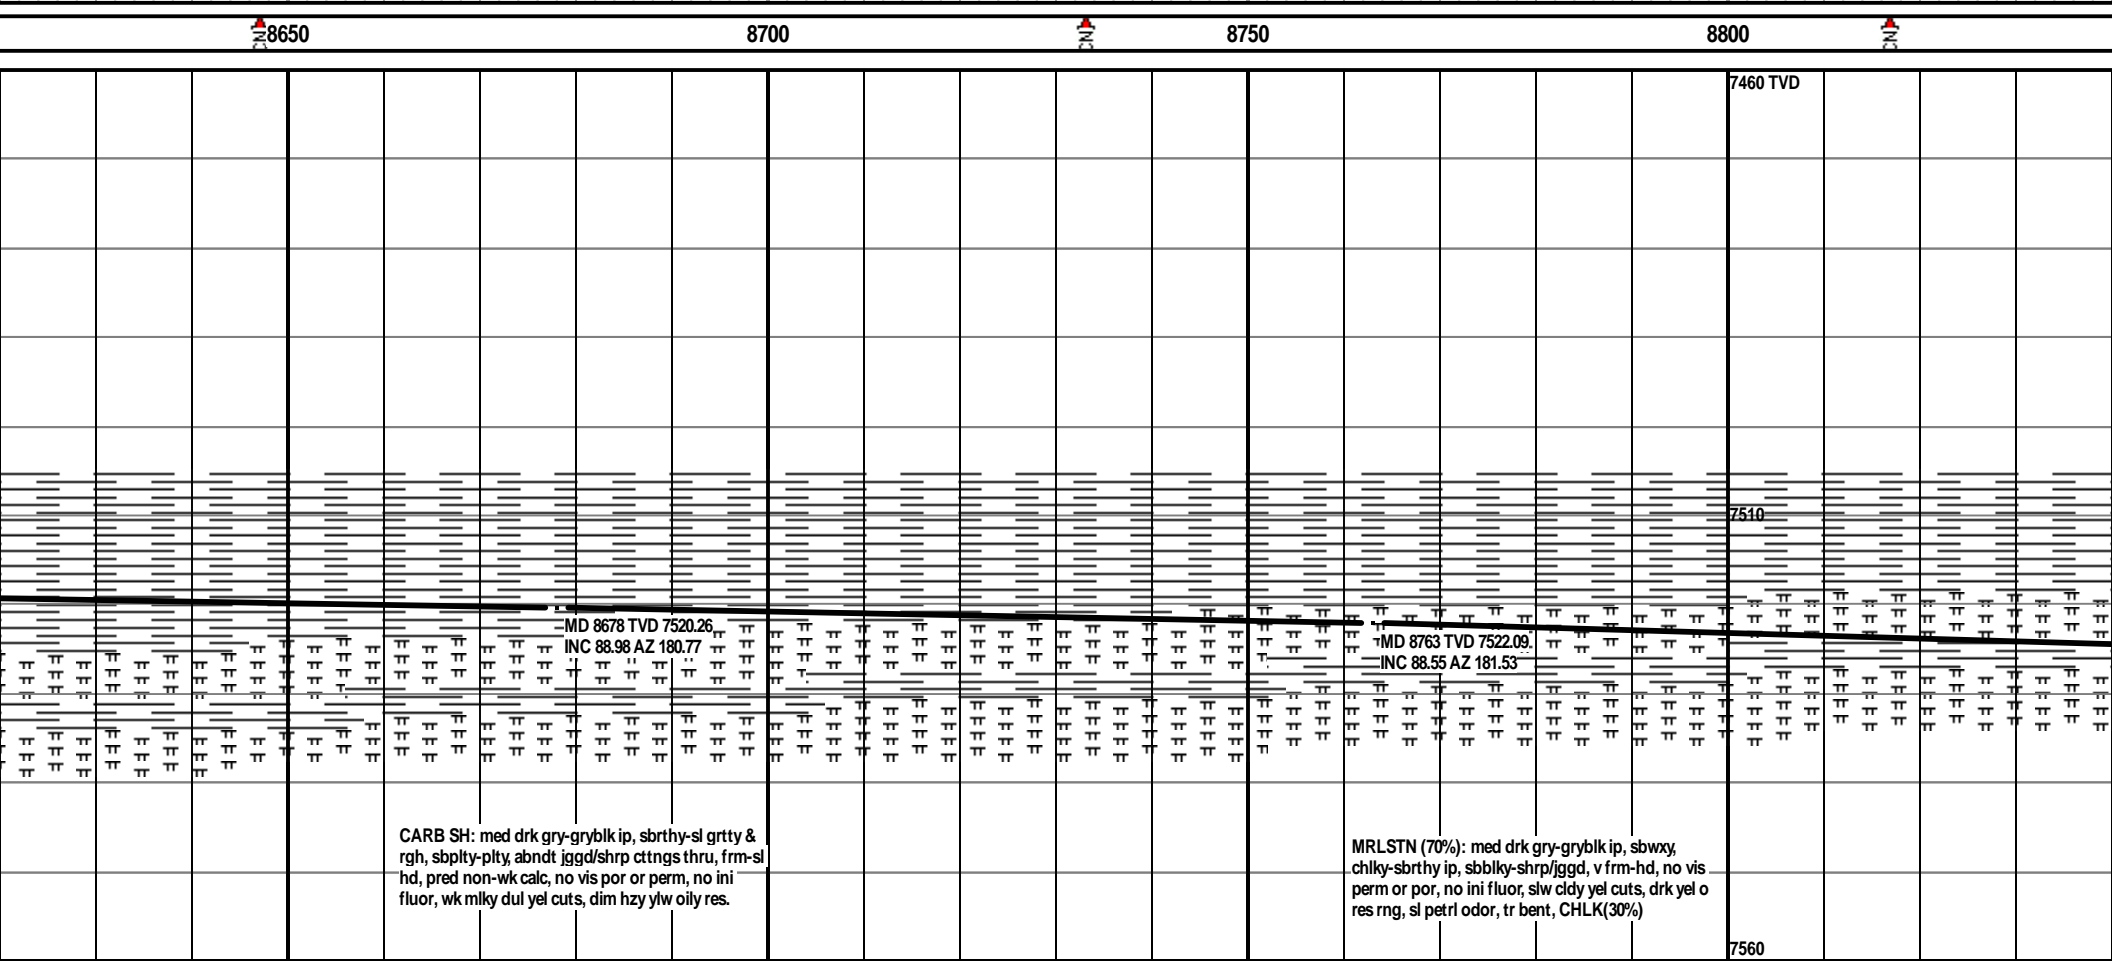 8650 8700 8750 8800
CN CN CN
7460 TVD
7510
MD 8678 TVD 7520.26
INC 88.98 AZ 180.77
MD 8763 TVD 7522.09
INC 88.55 AZ 181.53
CARB SH: med drk gry-gryblk ip, sbrthy-sl grtty &
rgh, sbplty-plty, abndt jggd/shrp cttngs thru, frm-sl
hd, pred non-wk calc, no vis por or perm, no ini
fluor, wk mlky dul yel cuts, dim hzy ylw oily res.
MRLSTN (70%): med drk gry-gryblk ip, sbwxy,
chlky-sbrthy ip, sbblky-shrp/jggd, v frm-hd, no vis
perm or por, no ini fluor, slw cldy yel cuts, drk yel o
res rng, sl petrl odor, tr bent, CHLK(30%)
7560